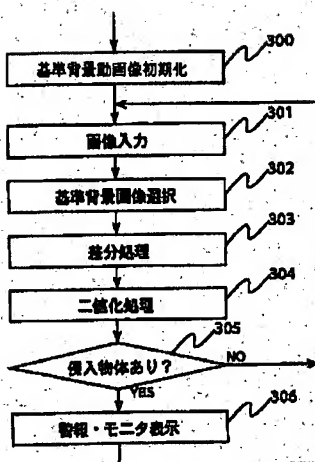 300
基準背景動画像初期化
301
画像入力
302
基準背景画像選択
303
差分処理
304
二値化処理
305
侵入物体あり?
NO
YES
306
警報・モニタ表示